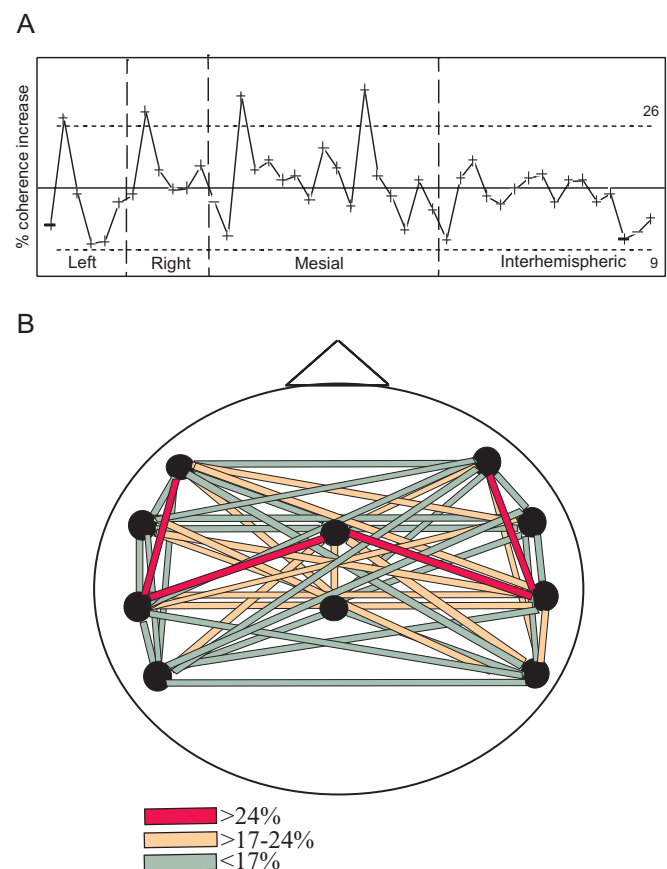 A
% coherence increase
26
Left Right Mesial Interhemispheric 9
B
>24%
>17-24%
<17%